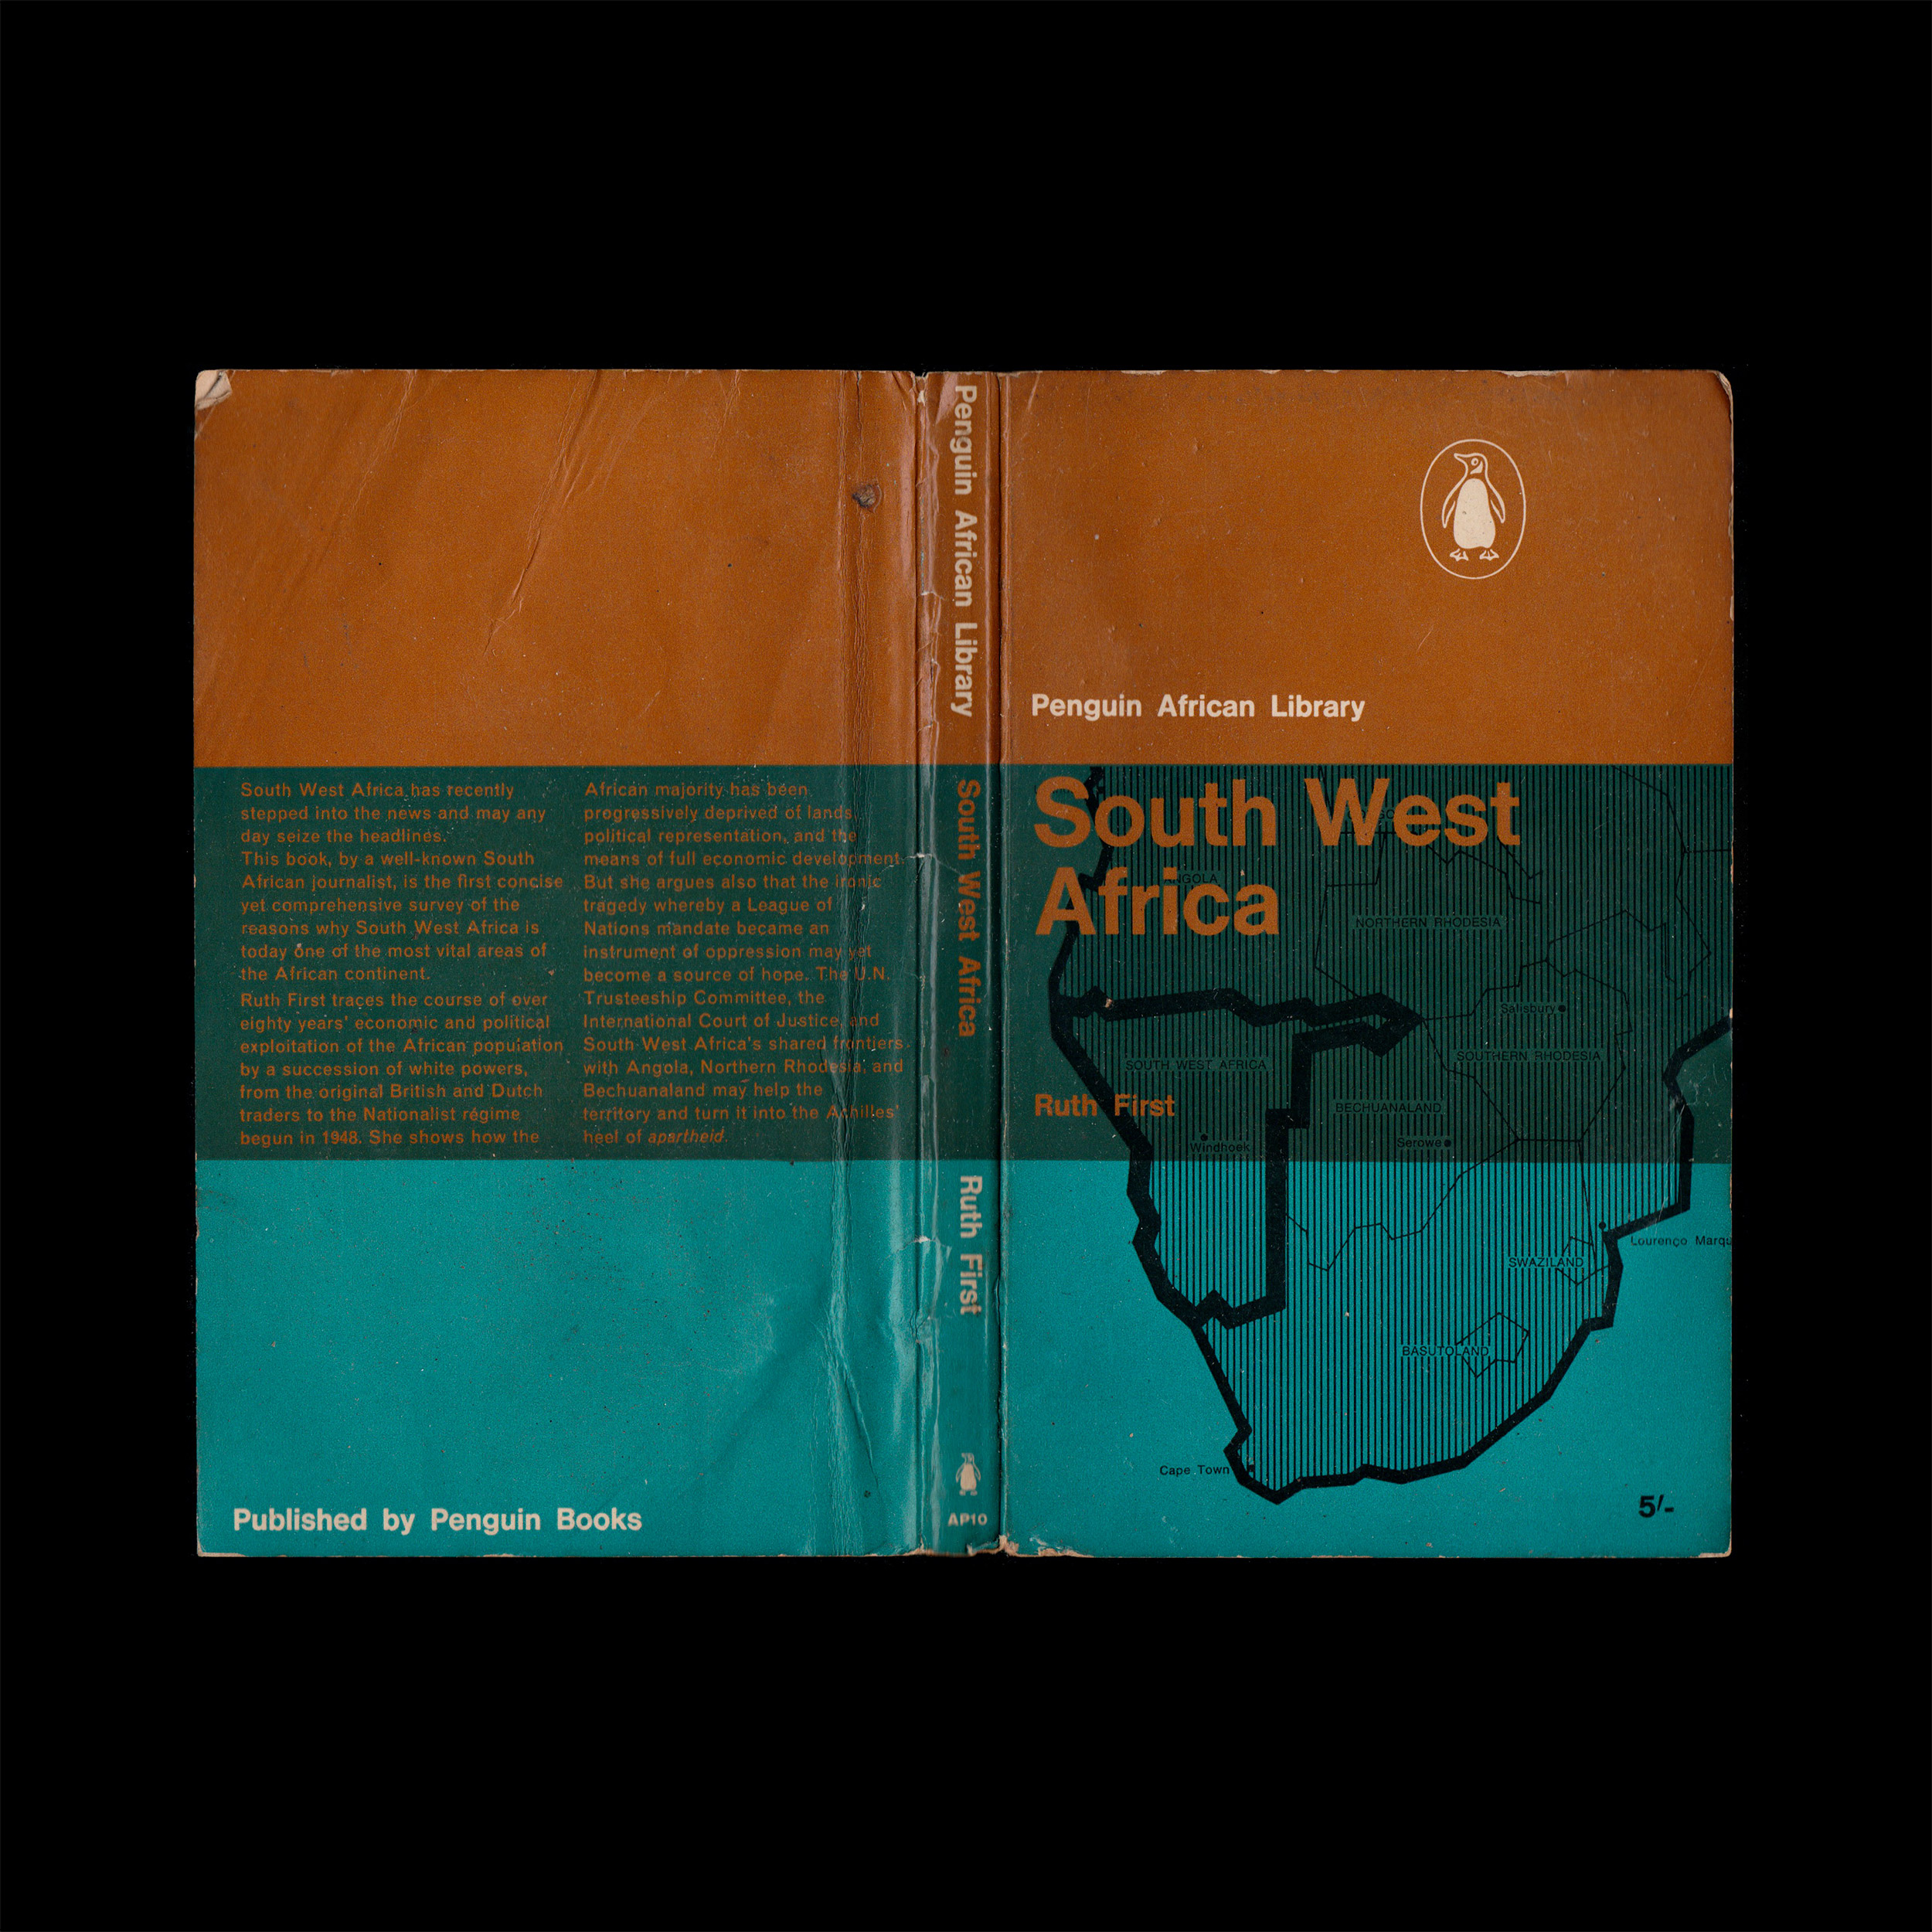 South West Africa has recently
stepped into the news and may any
day seize the headlines.
This book, by a well-known South
African journalist, is the first concise
yet comprehensive survey of the
reasons why South West Africa is
today one of the most vital areas of
the African continent.
Ruth First traces the course of over
eighty years' economic and political
exploitation of the African population
by a succession of white powers,
from the original British and Dutch
traders to the Nationalist régime
begun in 1948. She shows how the
African majority has been
progressively deprived of lands,
political representation, and the
means of full economic development.
But she argues also that the ironic
tragedy whereby a League of
Nations mandate became an
instrument of oppression may yet
become a source of hope. The U.N.
Trusteeship Committee, the
International Court of Justice, and
South West Africa's shared frontiers
with Angola, Northern Rhodesia, and
Bechuanaland may help the
territory and turn it into the Achilles'
heel of apartheid.
Published by Penguin Books
Penguin African Library
South West Africa
Ruth First
AP10
Penguin African Library
South West
Africa
Ruth First
ANGOLA
NORTHERN RHODESIA
Salisbury
SOUTHERN RHODESIA
SOUTH WEST AFRICA
BECHUANALAND
Serowe
Windhoek
Lourenço Marqu
SWAZILAND
BASUTOLAND
Cape Town
5/-